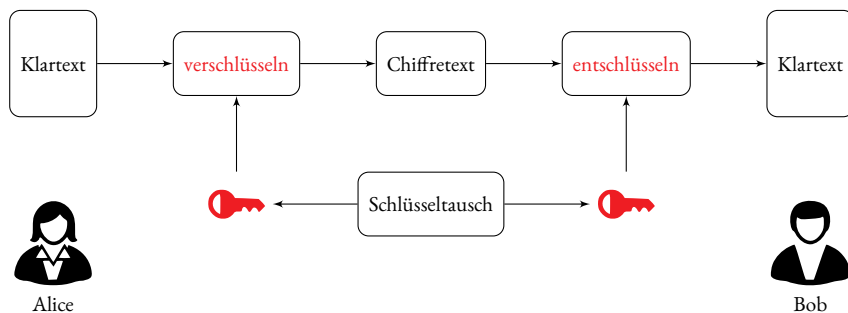 Klartext
verschlüsseln
Chiffretext
entschlüsseln
Klartext
Schlüsseltausch
Alice
Bob